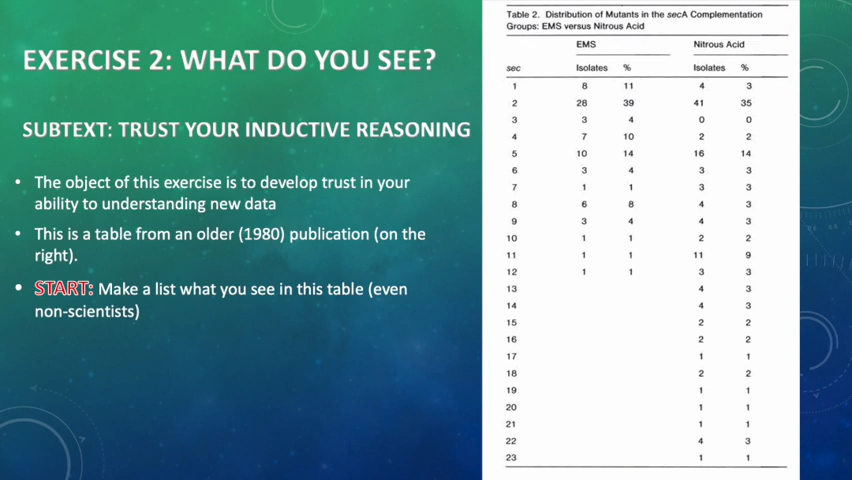 EXERCISE 2: WHAT DO YOU SEE?
SUBTEXT: TRUST YOUR INDUCTIVE REASONING
• The object of this exercise is to develop trust in your
ability to understanding new data
• This is a table from an older (1980) publication (on the
right).
• START: Make a list what you see in this table (even
non-scientists)
Table 2. Distribution of Mutants in the secA Complementation
Groups: EMS versus Nitrous Acid
EMS Nitrous Acid
sec Isolates % Isolates %
1 8 11 4 3
2 28 39 41 35
3 3 4 0 0
4 7 10 2 2
5 10 14 16 14
6 3 4 3 3
7 1 1 3 3
8 6 8 4 3
9 3 4 4 3
10 1 1 2 2
11 1 1 11 9
12 1 1 3 3
13 4 3
14 4 3
15 2 2
16 2 2
17 1 1
18 2 2
19 1 1
20 1 1
21 1 1
22 4 3
23 1 1